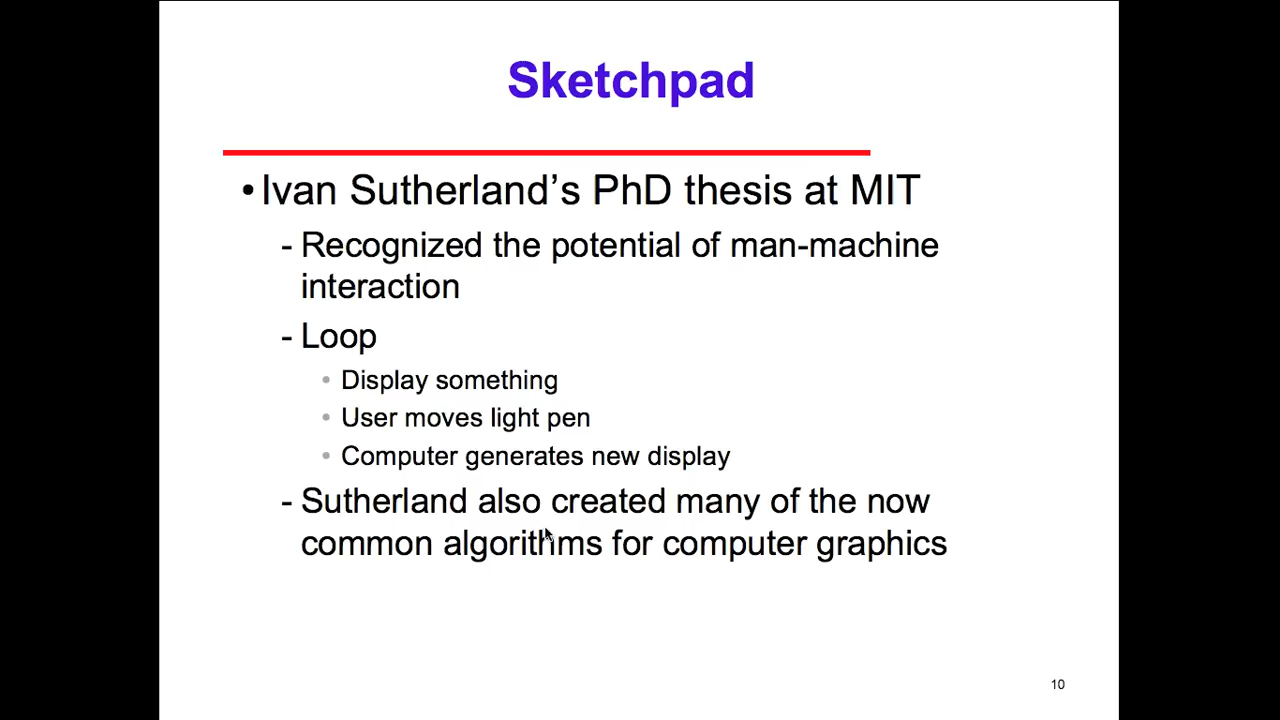 Sketchpad
•Ivan Sutherland’s PhD thesis at MIT
- Recognized the potential of man-machine
interaction
- Loop
• Display something
• User moves light pen
• Computer generates new display
- Sutherland also created many of the now
common algorithms for computer graphics
10